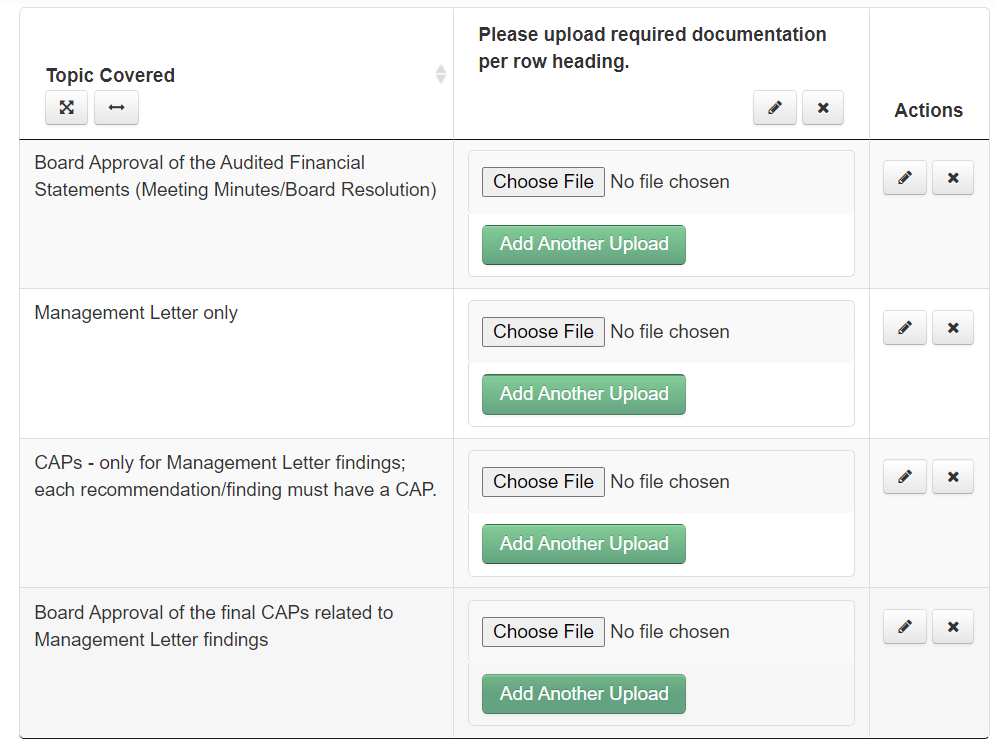 Please upload required documentation
per row heading.
Topic Covered
Actions
Board Approval of the Audited Financial
Statements (Meeting Minutes/Board Resolution)
Choose File No file chosen
Add Another Upload
Management Letter only
Choose File No file chosen
Add Another Upload
CAPs - only for Management Letter findings;
each recommendation/finding must have a CAP.
Choose File No file chosen
Add Another Upload
Board Approval of the final CAPs related to
Management Letter findings
Choose File No file chosen
Add Another Upload